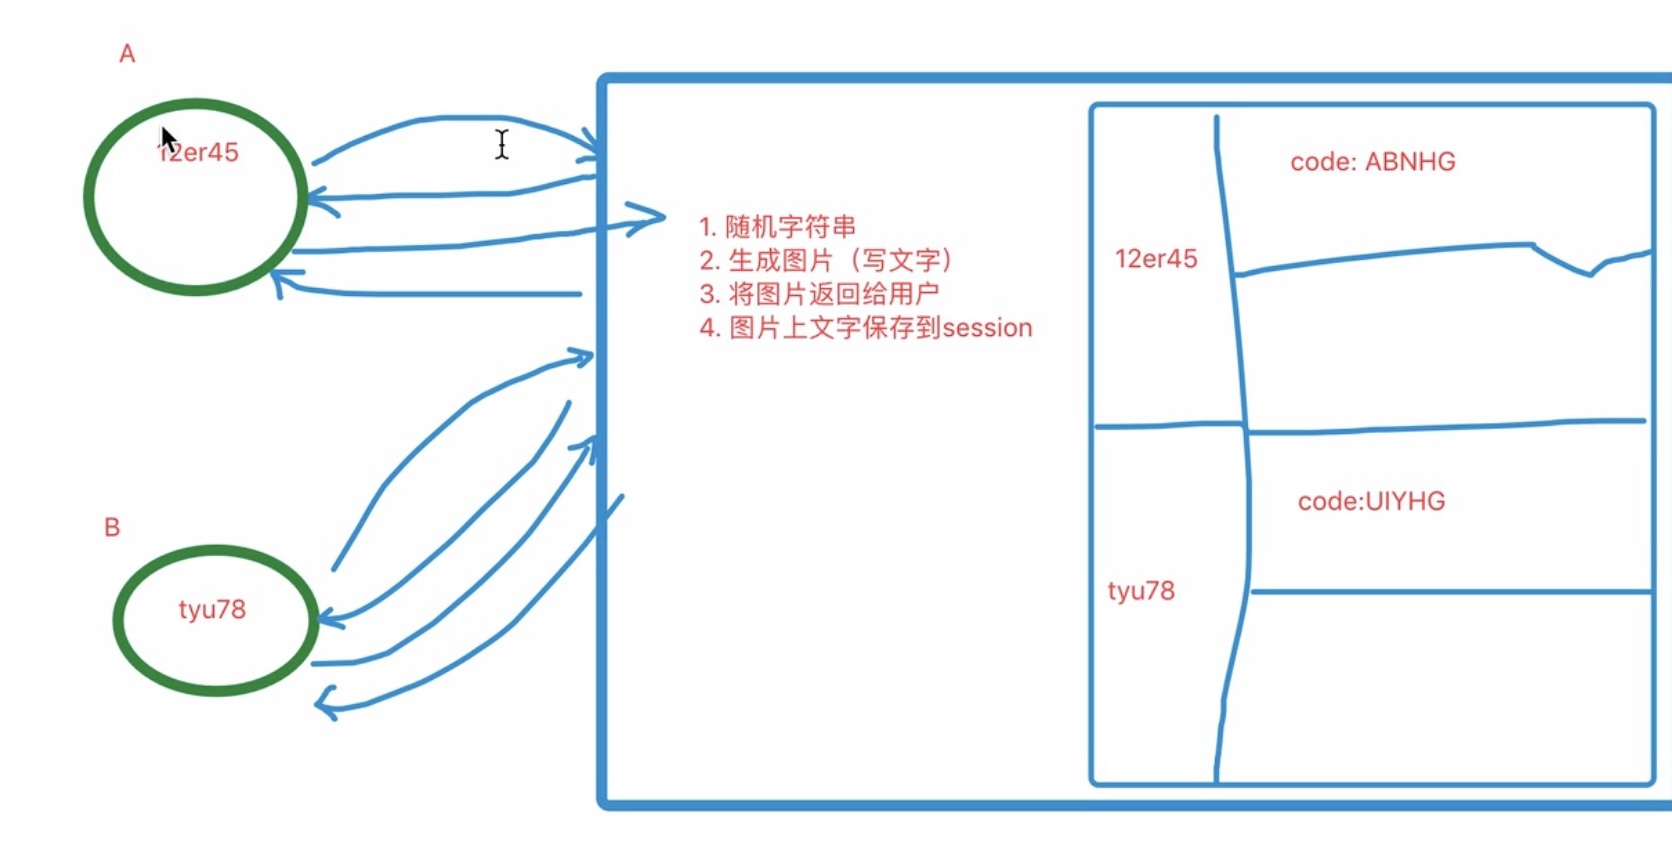 A
12er45
1. 随机字符串
2. 生成图片（写文字）
3. 将图片返回给用户
4. 图片上文字保存到session
12er45
code: ABNHG
B
tyu78
tyu78
code:UIYHG